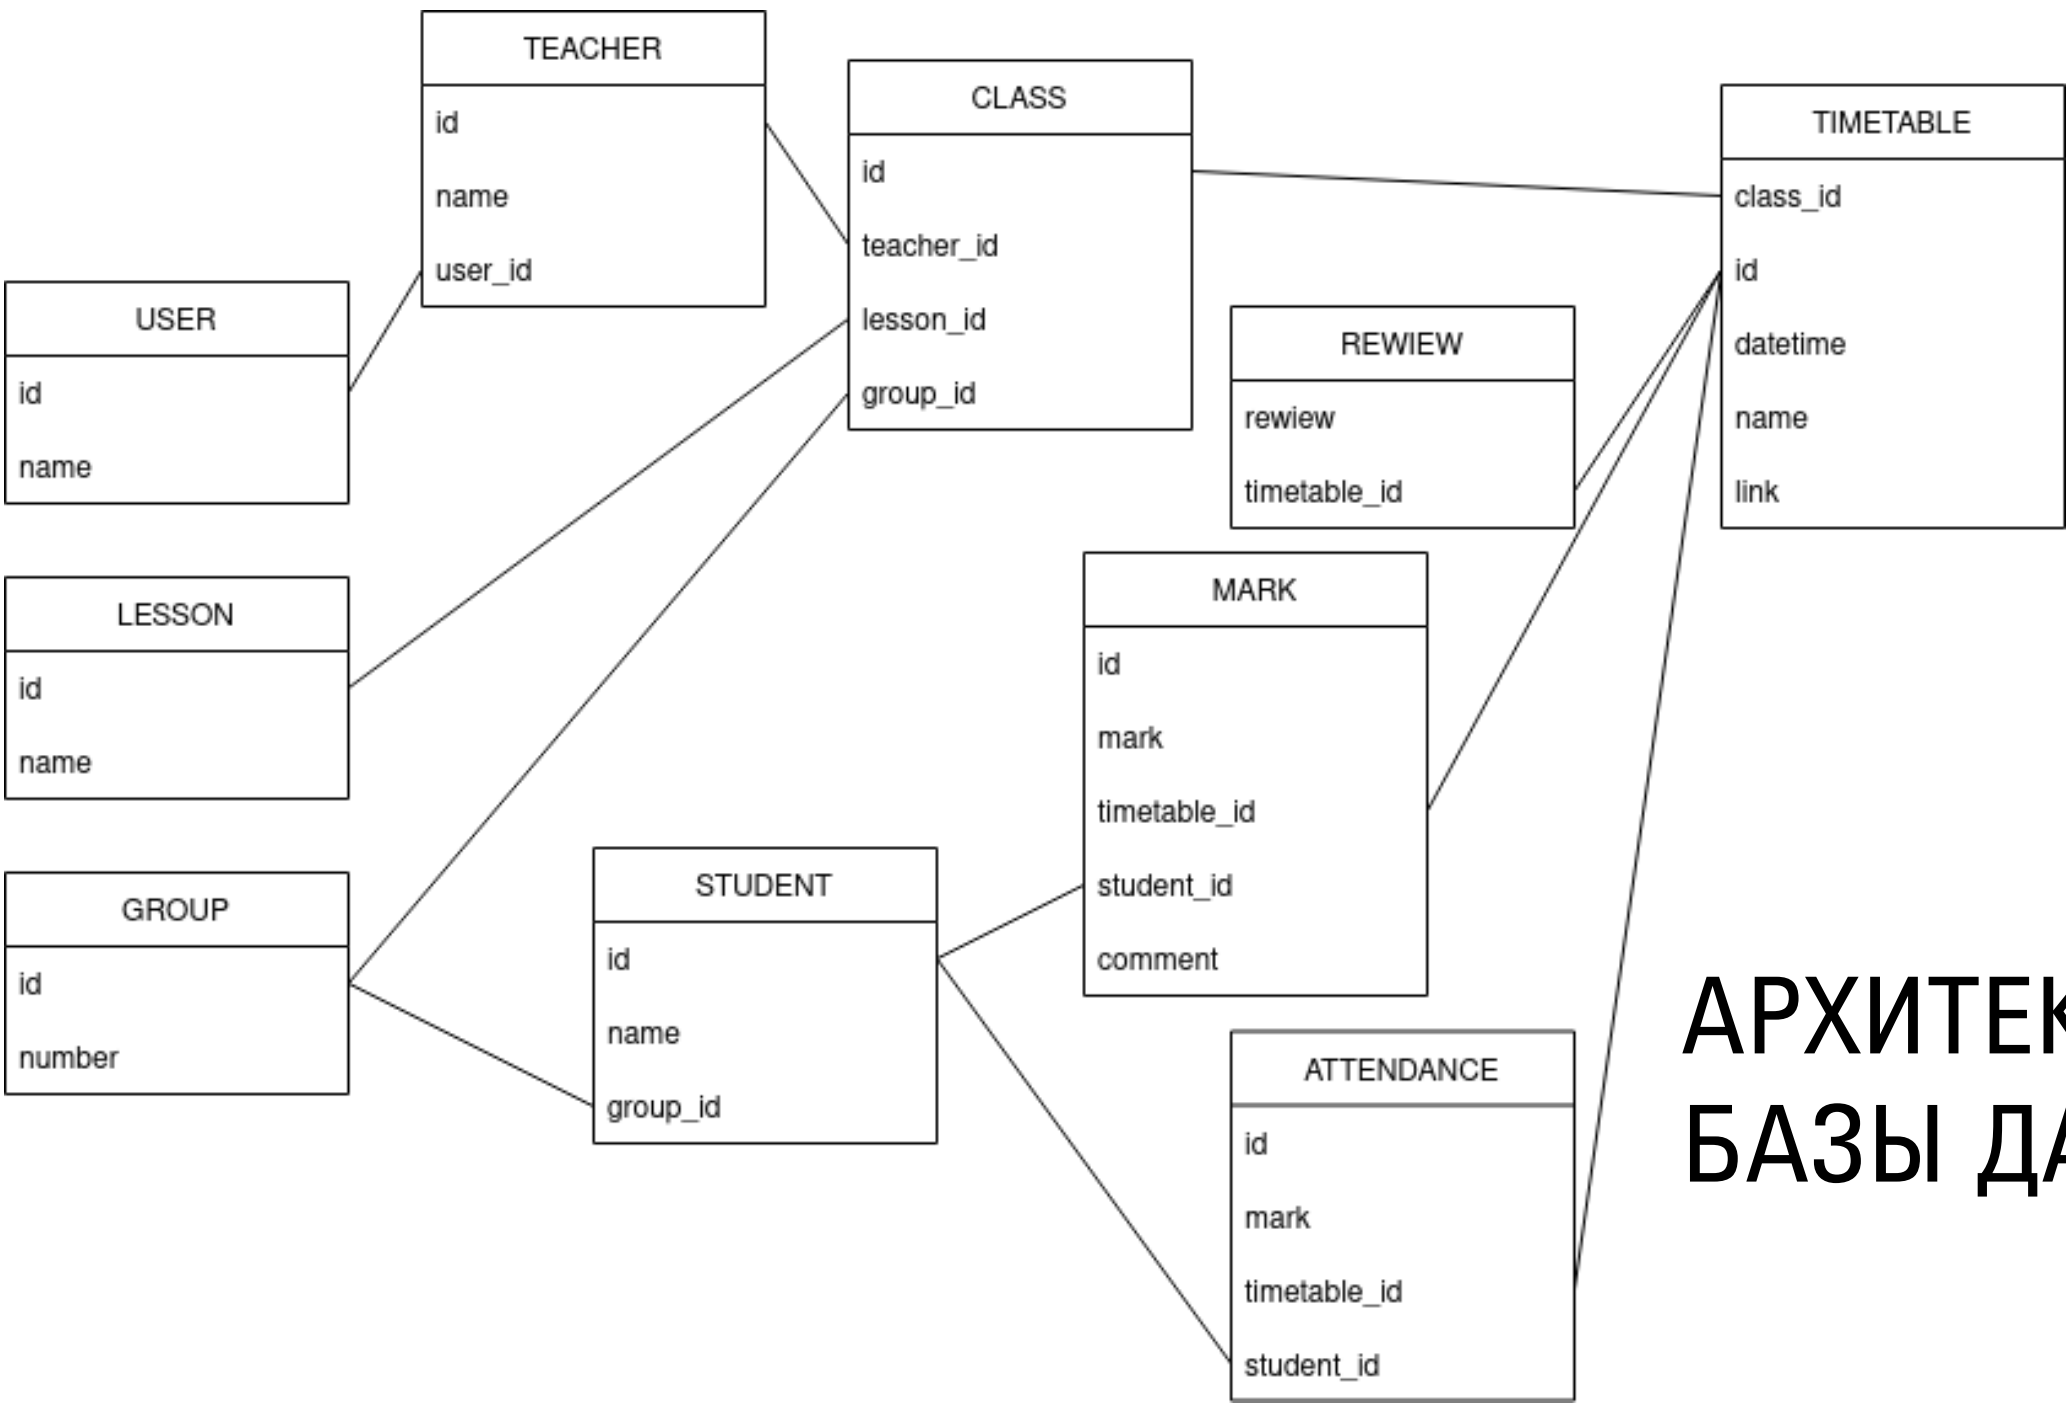 TEACHER
id
name
user_id
CLASS
id
teacher_id
lesson_id
group_id
TIMETABLE
class_id
id
datetime
name
link
USER
id
name
REWIEW
rewiew
timetable_id
LESSON
id
name
MARK
id
mark
timetable_id
student_id
comment
GROUP
id
number
STUDENT
id
name
group_id
ATTENDANCE
id
mark
timetable_id
student_id
БАЗЫ